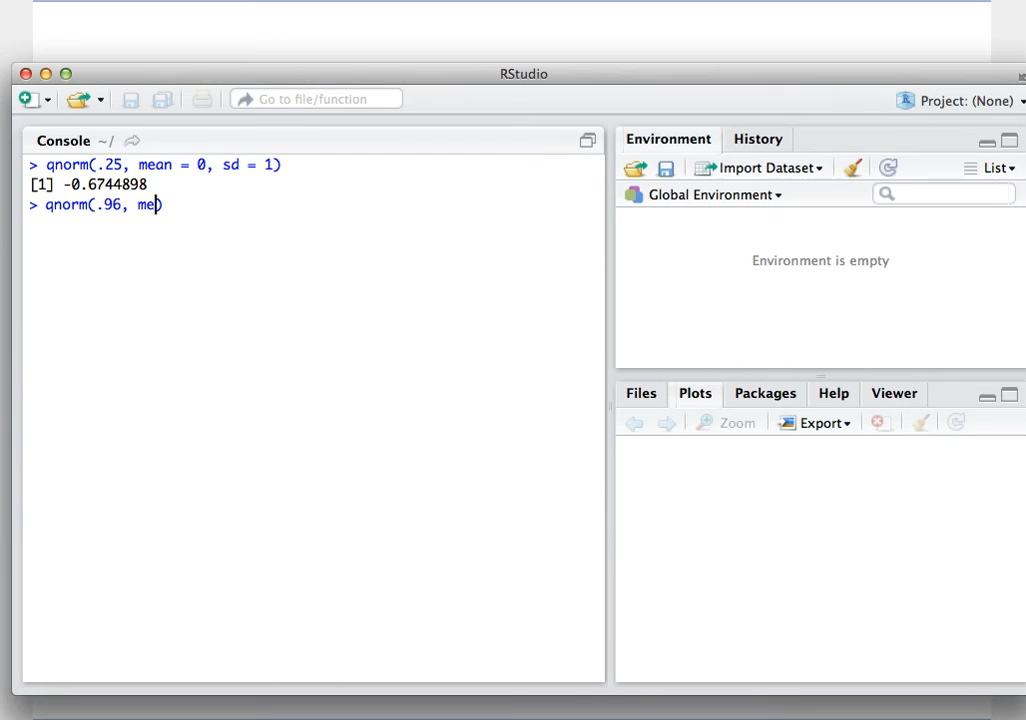 RStudio
Go to file/function
Project: (None)
Console ~/
> qnorm(.25, mean = 0, sd = 1)
[1] -0.6744898
> qnorm(.96, me)
Environment History
Import Dataset List
Global Environment
Environment is empty
Files Plots Packages Help Viewer
Zoom Export